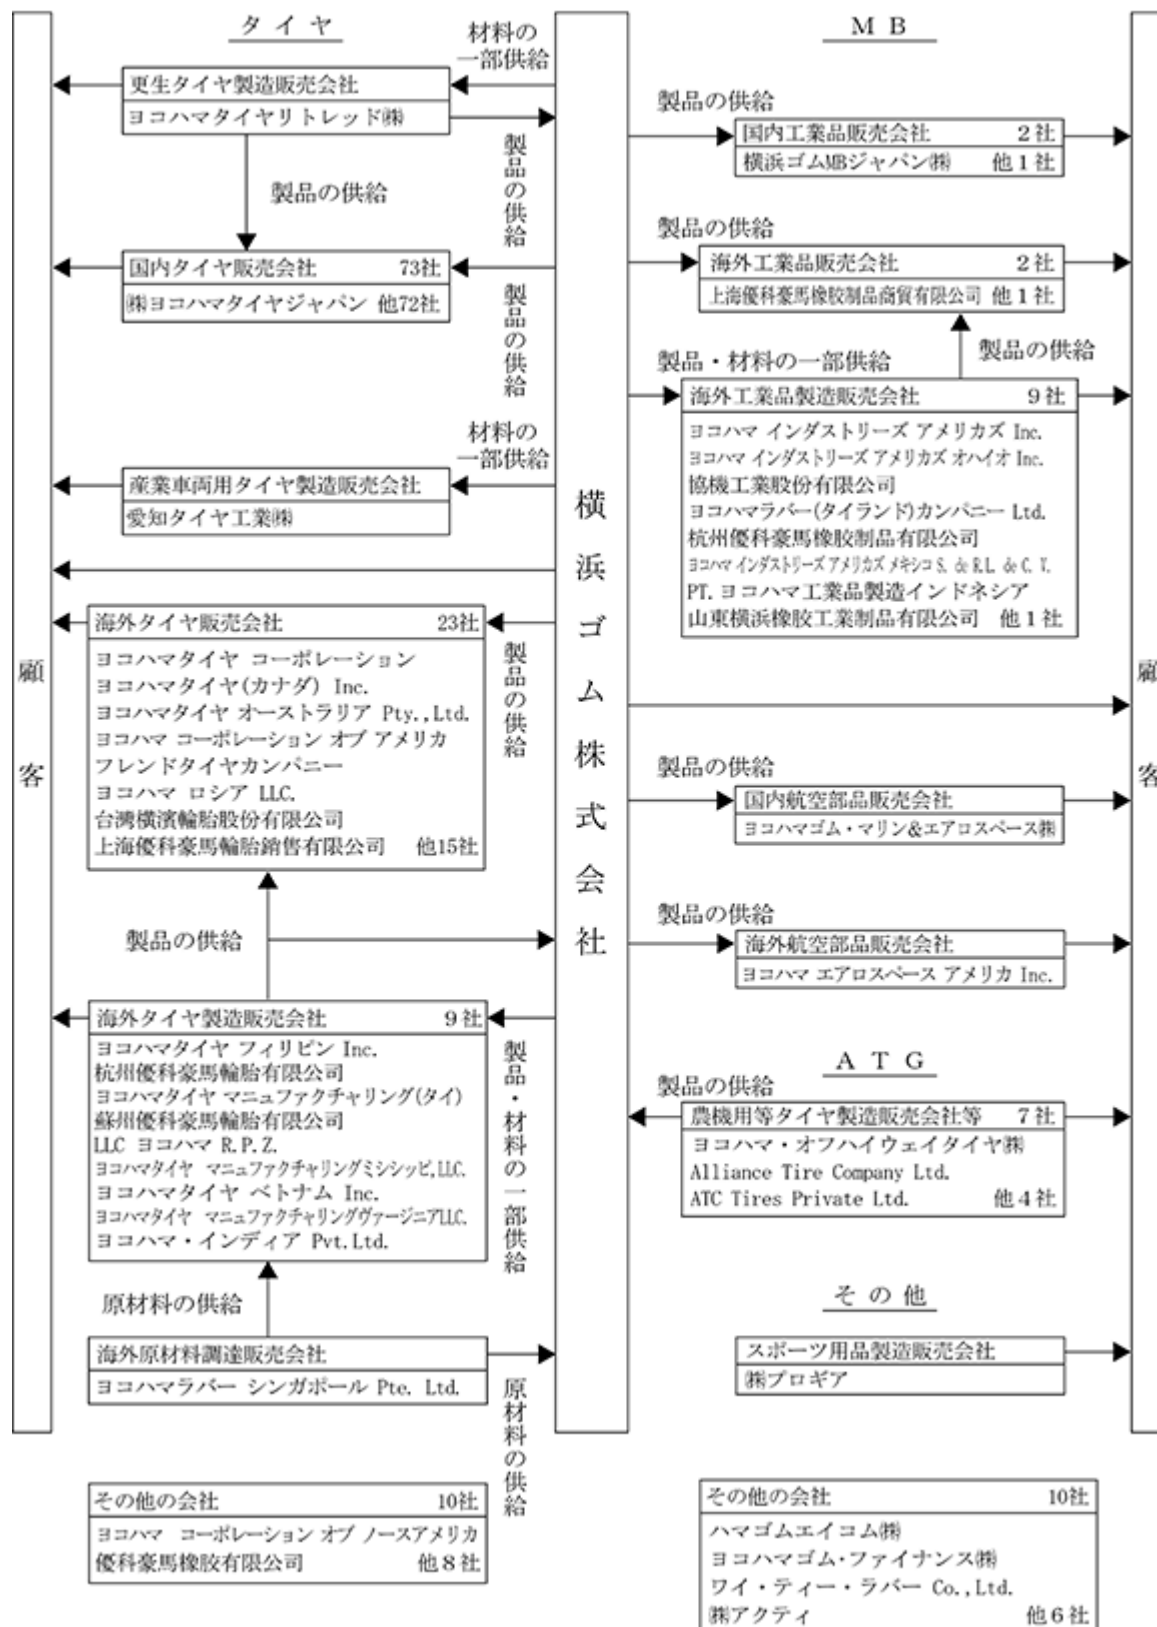 タイヤ
材料の
一部供給
更生タイヤ製造販売会社
ヨコハマタイヤリトレッド㈱
製品の供給
製品の供給
国内タイヤ販売会社 73社
㈱ヨコハマタイヤジャパン 他72社
製品の供給
材料の
一部供給
産業車両用タイヤ製造販売会社
愛知タイヤ工業㈱
海外タイヤ販売会社 23社
ヨコハマタイヤ コーポレーション
ヨコハマタイヤ(カナダ) Inc.
ヨコハマタイヤ オーストラリア Pty.,Ltd.
ヨコハマ コーポレーション オブ アメリカ
フレンドタイヤカンパニー
ヨコハマ ロシア LLC.
台湾横濱輪胎股份有限公司
上海優科豪馬輪胎銷售有限公司 他15社
製品の供給
製品の供給
海外タイヤ製造販売会社 9社
ヨコハマタイヤ フィリピン Inc.
杭州優科豪馬輪胎有限公司
ヨコハマタイヤ マニュファクチャリング(タイ)
蘇州優科豪馬輪胎有限公司
LLC ヨコハマ R.P.Z.
ヨコハマタイヤ マニュファクチャリングミシシッピ,LLC.
ヨコハマタイヤ ベトナム Inc.
ヨコハマタイヤ マニュファクチャリングヴァージニアLLC.
ヨコハマ・インディア Pvt.Ltd.
製品・材料の一部供給
原材料の供給
海外原材料調達販売会社
ヨコハマラバー シンガポール Pte. Ltd.
原材料の供給
その他の会社 10社
ヨコハマ コーポレーション オブ ノースアメリカ
優科豪馬橡胶有限公司 他8社
顧客
横浜ゴム株式会社
MB
製品の供給
国内工業品販売会社 2社
横浜ゴムMBジャパン㈱ 他1社
製品の供給
海外工業品販売会社 2社
上海優科豪馬橡胶制品商貿有限公司 他1社
製品の供給
製品・材料の一部供給
海外工業品製造販売会社 9社
ヨコハマ インダストリーズ アメリカズ Inc.
ヨコハマ インダストリーズ アメリカズ オハイオ Inc.
協機工業股份有限公司
ヨコハマラバー(タイランド)カンパニー Ltd.
杭州優科豪馬橡胶制品有限公司
ヨコハマ インダストリーズ アメリカズ メキシコ S. de R.L. de C. V.
PT. ヨコハマ工業品製造インドネシア
山東横浜橡胶工業制品有限公司 他1社
製品の供給
国内航空部品販売会社
ヨコハマゴム・マリン&エアロスペース㈱
製品の供給
海外航空部品販売会社
ヨコハマ エアロスペース アメリカ Inc.
ATG
製品の供給
農機用等タイヤ製造販売会社等 7社
ヨコハマ・オフハイウェイタイヤ㈱
Alliance Tire Company Ltd.
ATC Tires Private Ltd. 他4社
その他
スポーツ用品製造販売会社
㈱プロギア
その他の会社 10社
ハマゴムエイコム㈱
ヨコハマゴム・ファイナンス㈱
ワイ・ティー・ラバー Co.,Ltd.
㈱アクティ 他6社
顧客